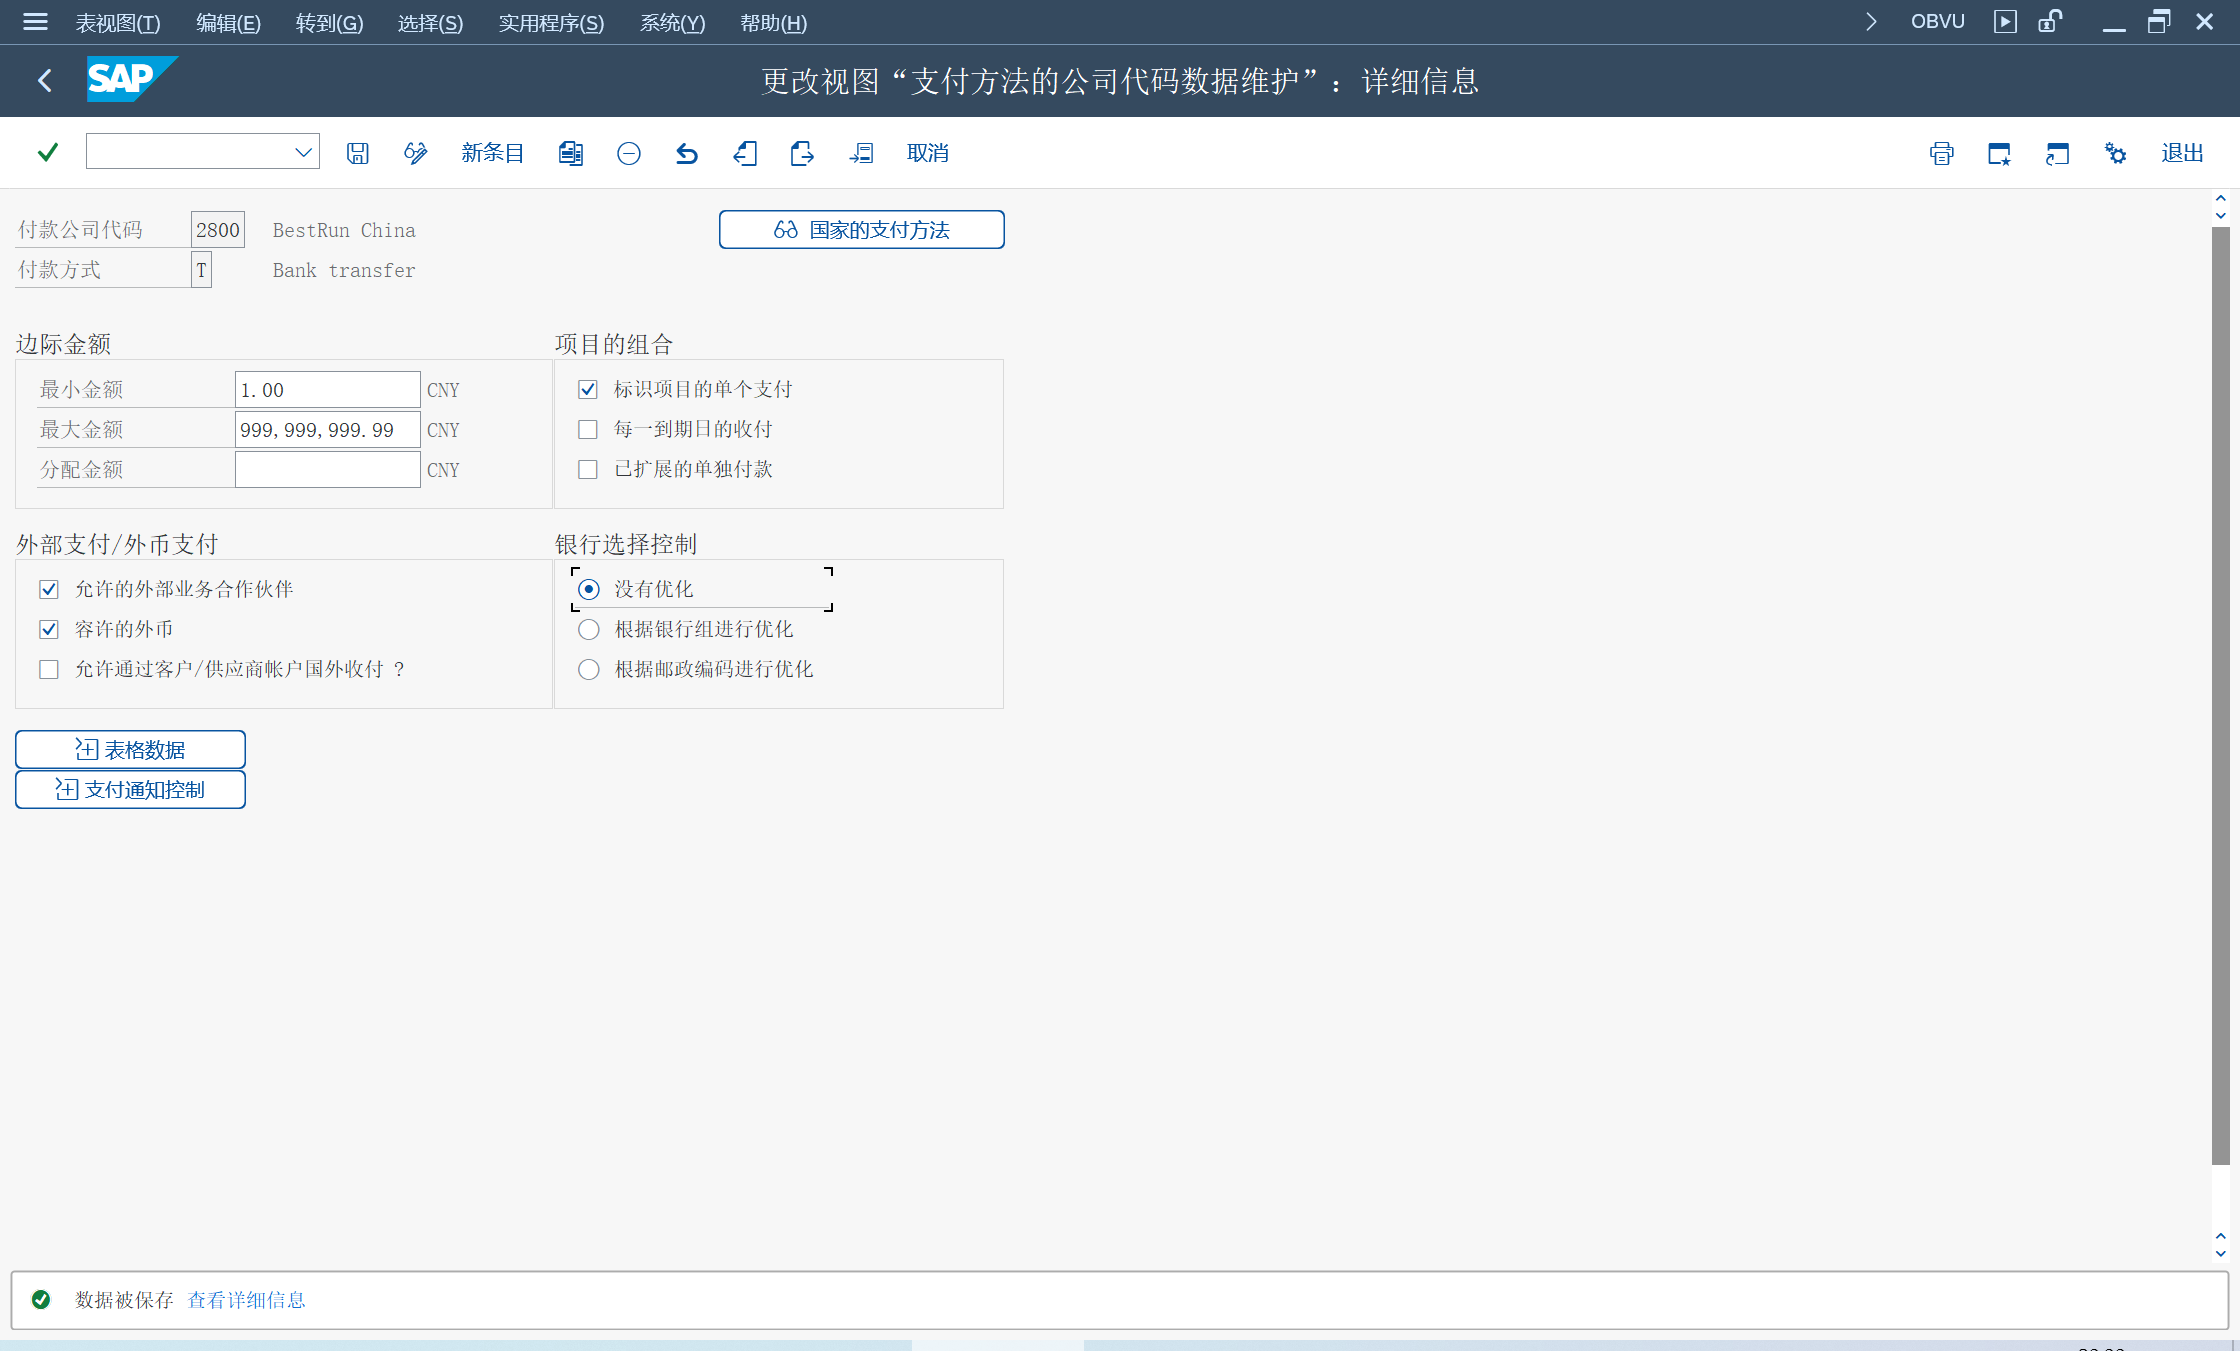 表视图(T) 编辑(E) 转到(G) 选择(S) 实用程序(S) 系统(Y) 帮助(H) OBVU
SAP 更改视图“支付方法的公司代码数据维护”：详细信息
新条目 取消 退出
付款公司代码 2800 BestRun China 国家的支付方法
付款方式 T Bank transfer
边际金额 项目的组合
最小金额 1.00 CNY 标识项目的单个支付
最大金额 999,999,999.99 CNY 每一到期日的收付
分配金额 CNY 已扩展的单独付款
外部支付/外币支付 银行选择控制
允许的外部业务合作伙伴 没有优化
容许的外币 根据银行组进行优化
允许通过客户/供应商帐户国外收付 ? 根据邮政编码进行优化
表格数据
支付通知控制
数据被保存 查看详细信息